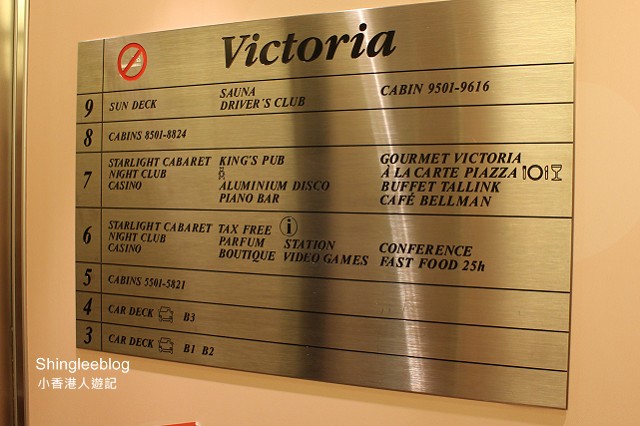 Victoria
9 SUN DECK SAUNA CABIN 9501-9616
DRIVER'S CLUB
8 CABINS 8501-8824
7 STARLIGHT CABARET KING'S PUB GOURMET VICTORIA
NIGHT CLUB À LA CARTE PIAZZA
CASINO ALUMINIUM DISCO BUFFET TALLINK
PIANO BAR CAFÉ BELLMAN
6 STARLIGHT CABARET TAX FREE i
NIGHT CLUB PARFUM STATION CONFERENCE
CASINO BOUTIQUE VIDEO GAMES FAST FOOD 25h
5 CABINS 5501-5821
4 CAR DECK B3
3 CAR DECK B1 B2
Shingleeblog
小香港人遊記